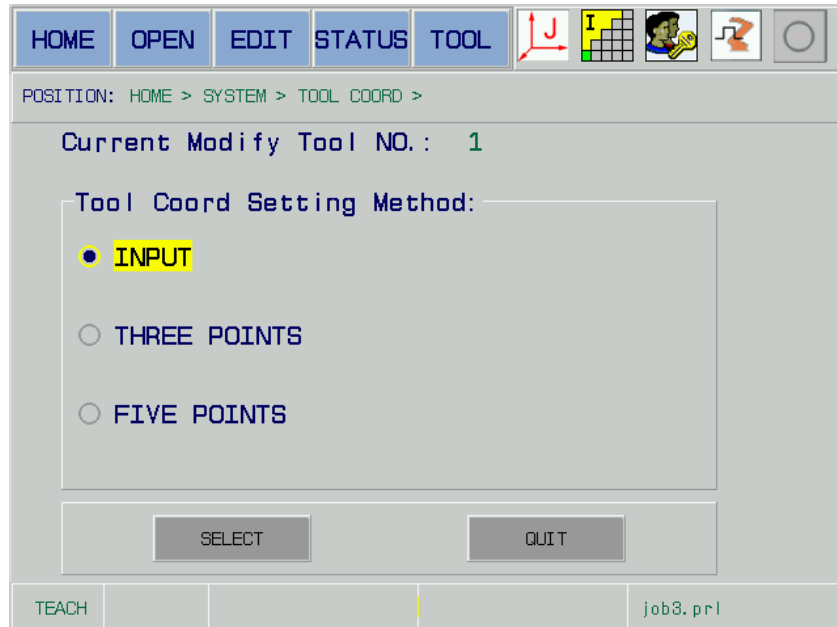 HOME OPEN EDIT STATUS TOOL J I
POSITION: HOME > SYSTEM > TOOL COORD >
Current Modify Tool NO.: 1
Tool Coord Setting Method:
INPUT
THREE POINTS
FIVE POINTS
SELECT QUIT
TEACH job3.prl